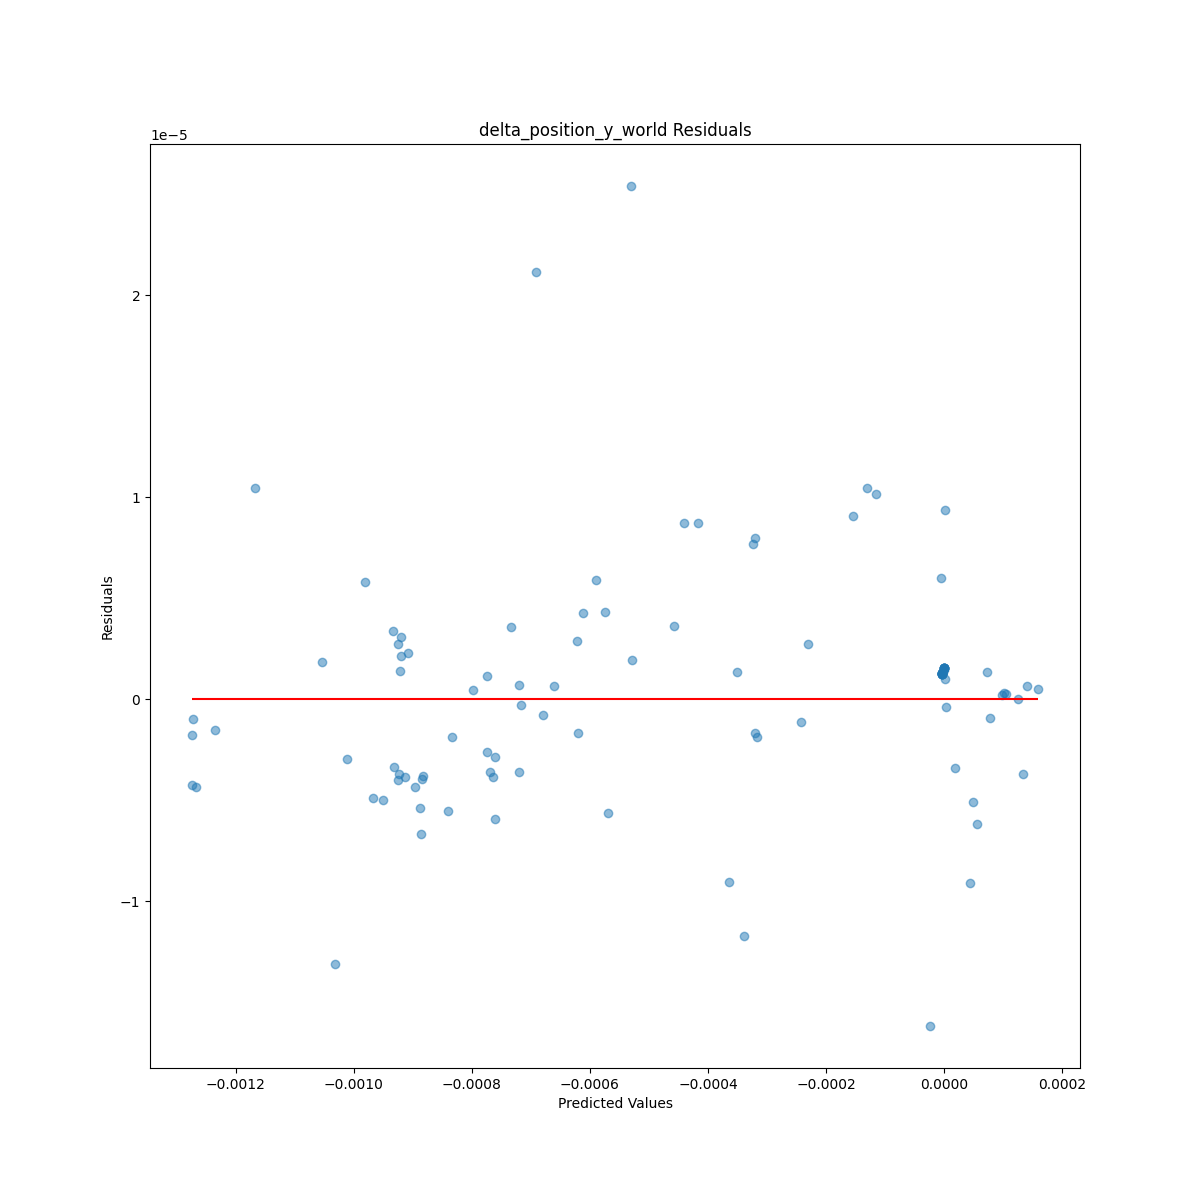 delta_position_y_world Residuals
1e−5
2
1
0
−1
Residuals
−0.0012 −0.0010 −0.0008 −0.0006 −0.0004 −0.0002 0.0000 0.0002
Predicted Values